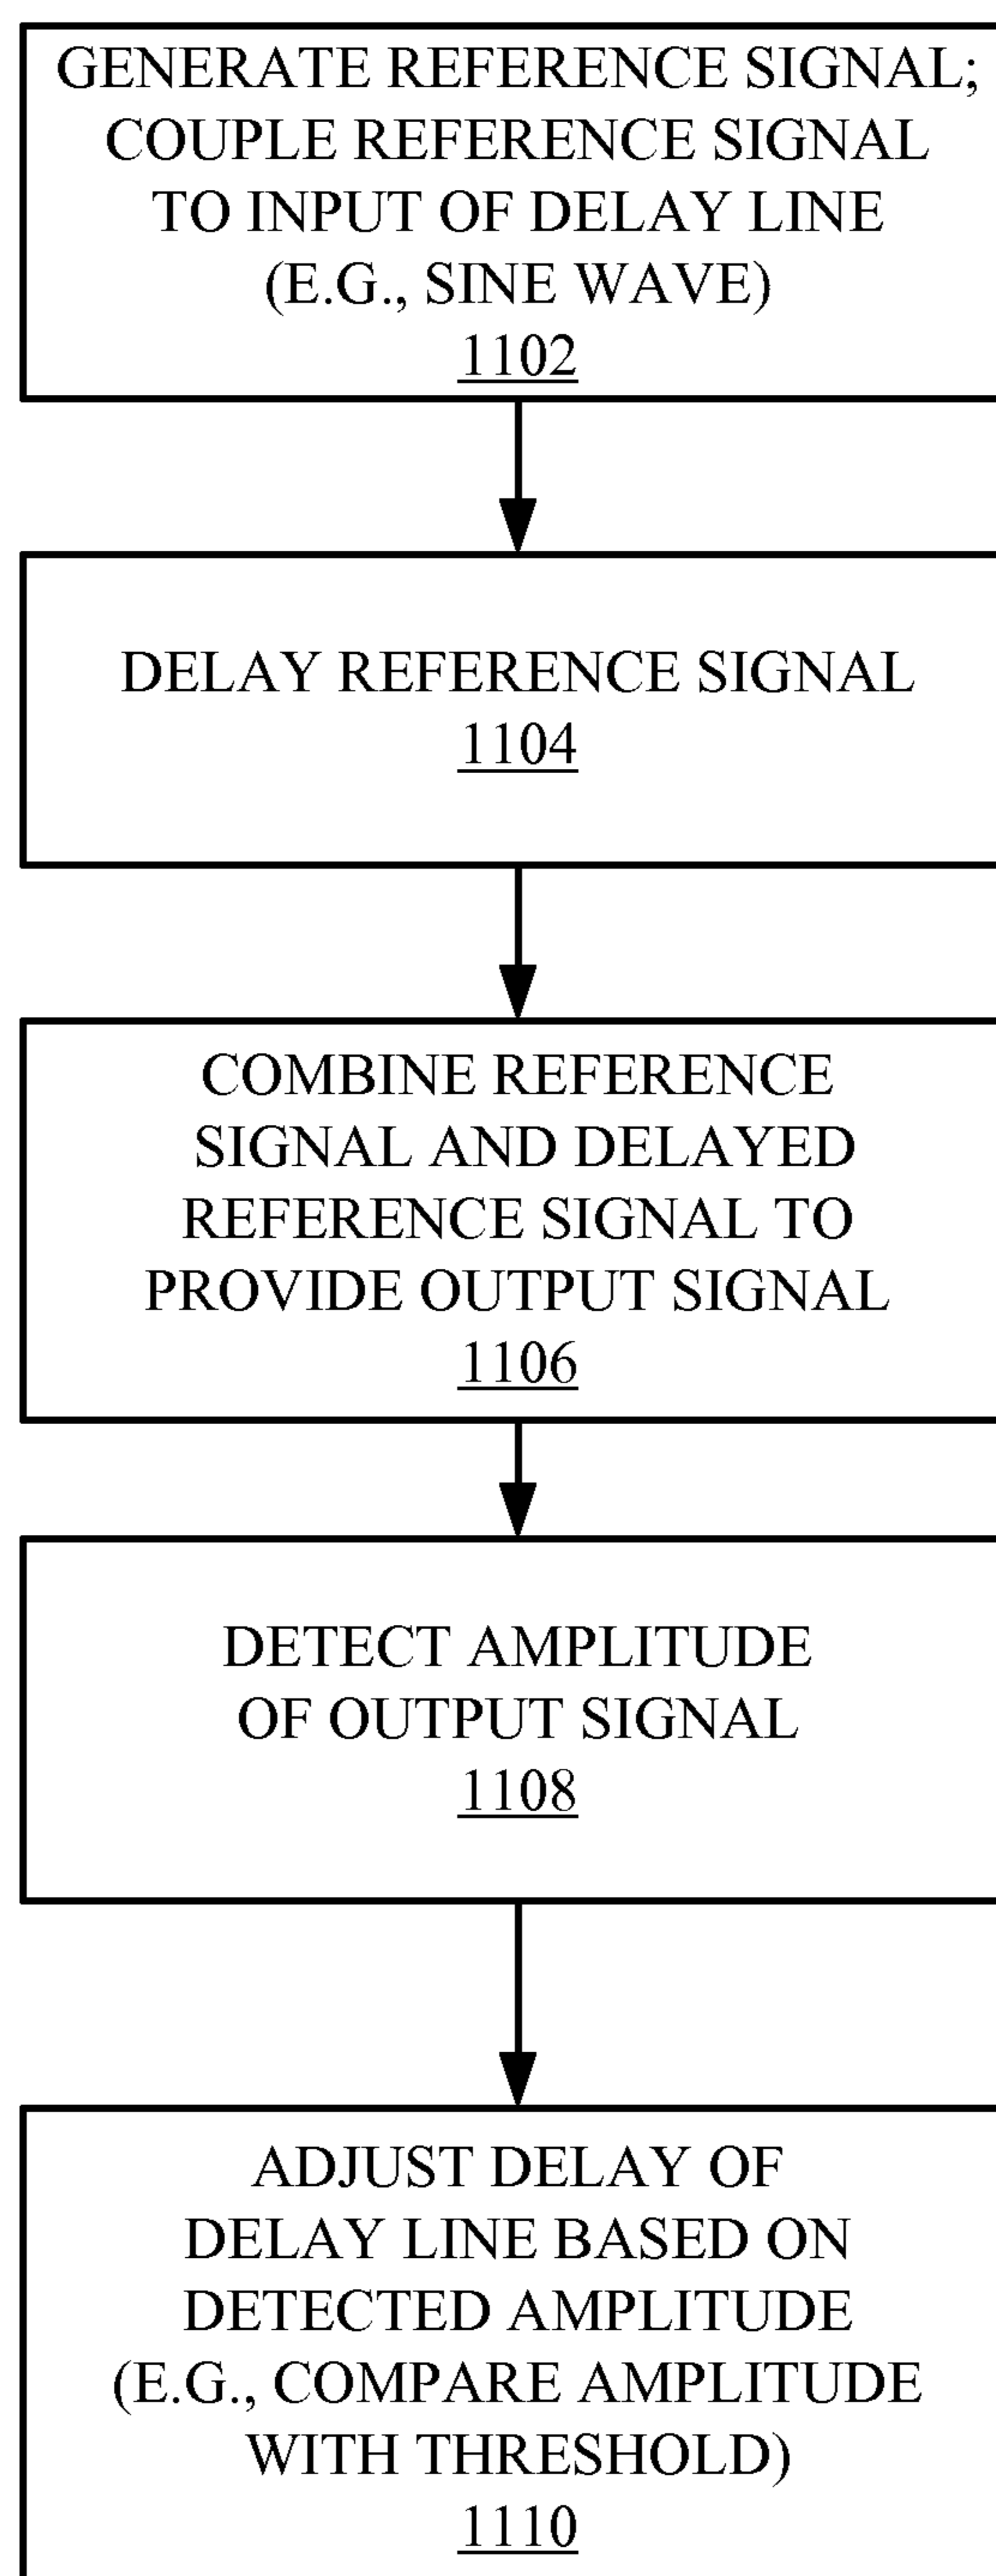 GENERATE REFERENCE SIGNAL;
COUPLE REFERENCE SIGNAL
TO INPUT OF DELAY LINE
(E.G., SINE WAVE)
1102
DELAY REFERENCE SIGNAL
1104
COMBINE REFERENCE
SIGNAL AND DELAYED
REFERENCE SIGNAL TO
PROVIDE OUTPUT SIGNAL
1106
DETECT AMPLITUDE
OF OUTPUT SIGNAL
1108
ADJUST DELAY OF
DELAY LINE BASED ON
DETECTED AMPLITUDE
(E.G., COMPARE AMPLITUDE
WITH THRESHOLD)
1110